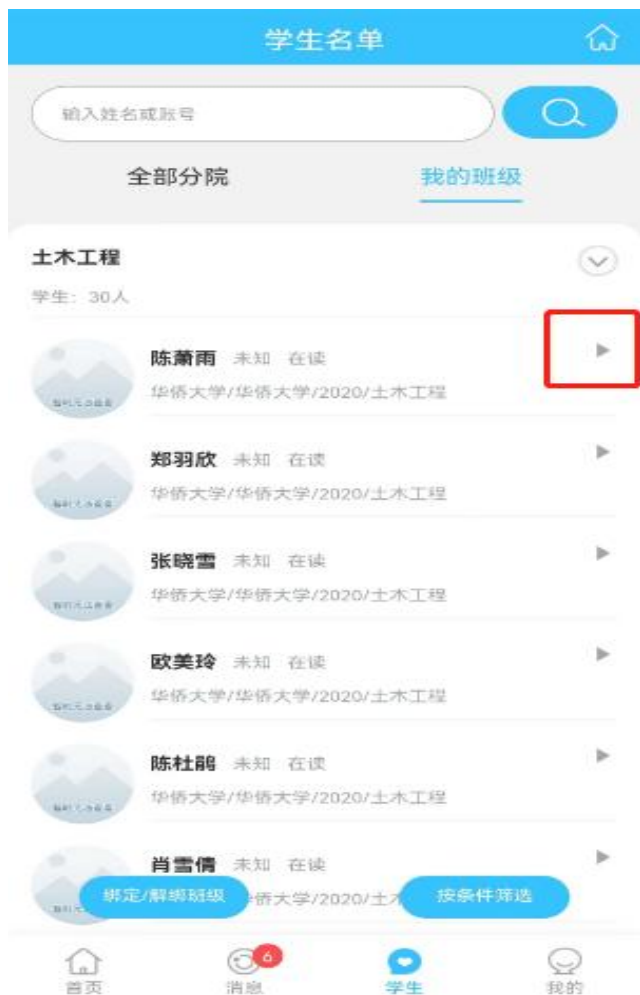 学生名单
输入姓名或账号
全部分院 我的班级
土木工程
学生: 30人
陈萧雨 未知 在读
华侨大学/华侨大学/2020/土木工程
郑羽欣 未知 在读
华侨大学/华侨大学/2020/土木工程
张晓雪 未知 在读
华侨大学/华侨大学/2020/土木工程
欧美玲 未知 在读
华侨大学/华侨大学/2020/土木工程
陈杜鹃 未知 在读
华侨大学/华侨大学/2020/土木工程
肖雪倩 未知 在读
绑定/解绑班级 侨大学/2020/土 按条件筛选
6
首页 消息 学生 我的